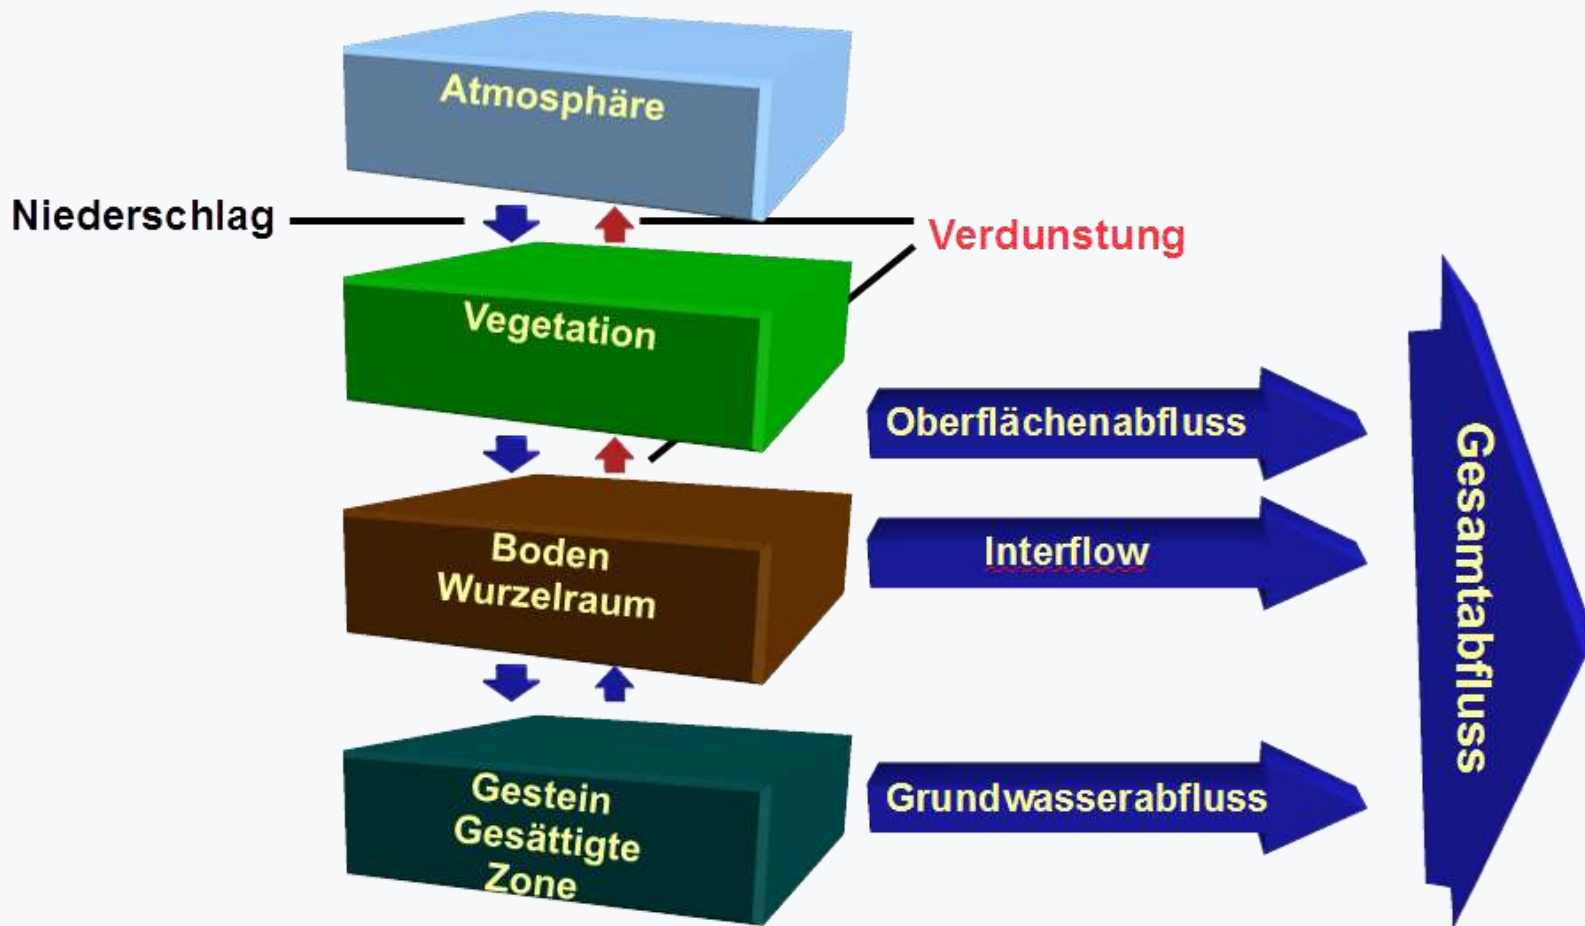 Atmosphäre
Niederschlag
Verdunstung
Vegetation
Oberflächenabfluss
Boden
Wurzelraum
Interflow
Gesamtabfluss
Gestein
Gesättigte
Zone
Grundwasserabfluss